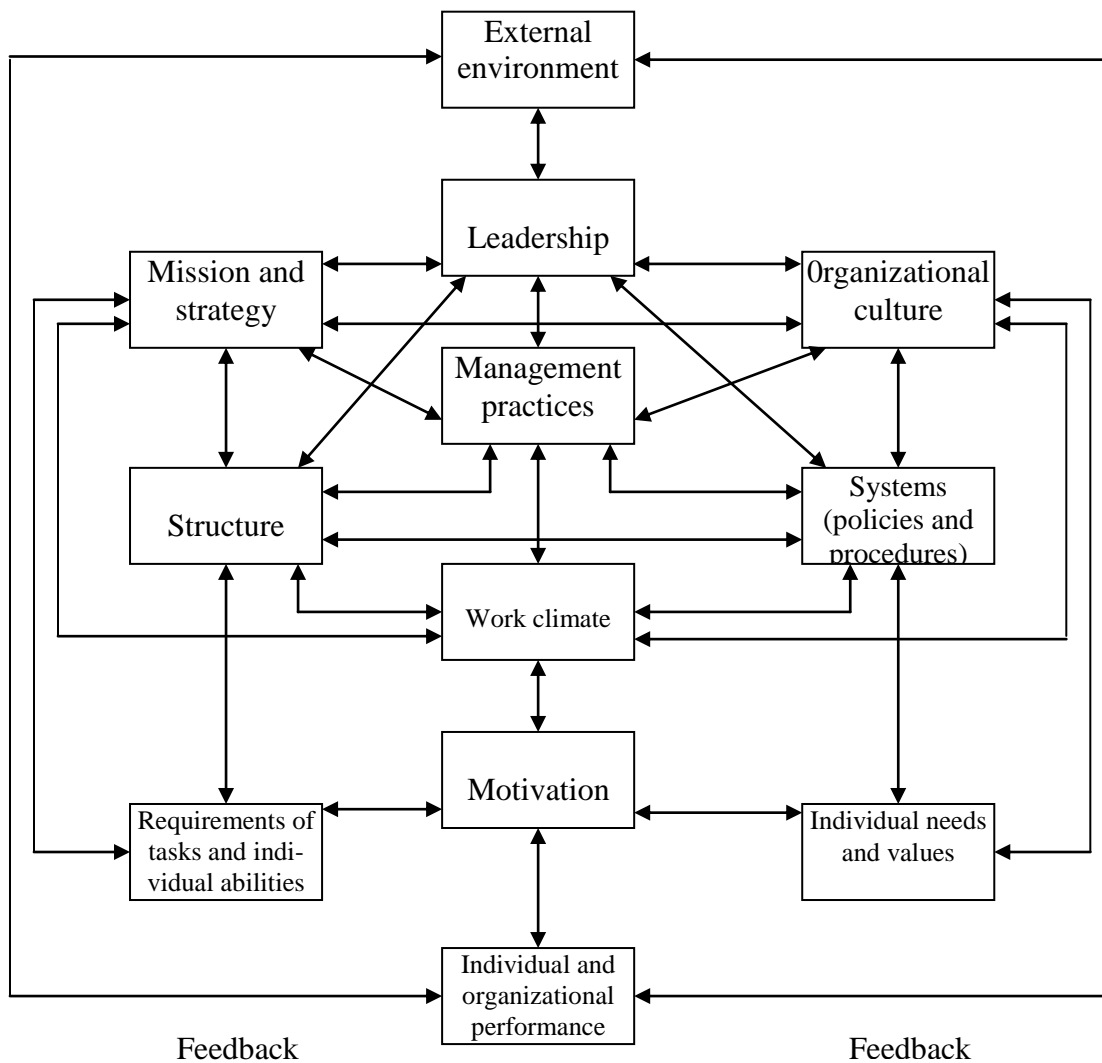 External
environment
Leadership
Mission and
strategy
0rganizational
culture
Management
practices
Structure
Systems
(policies and
procedures)
Work climate
Motivation
Requirements of
tasks and indi-
vidual abilities
Individual needs
and values
Individual and
organizational
performance
Feedback
Feedback